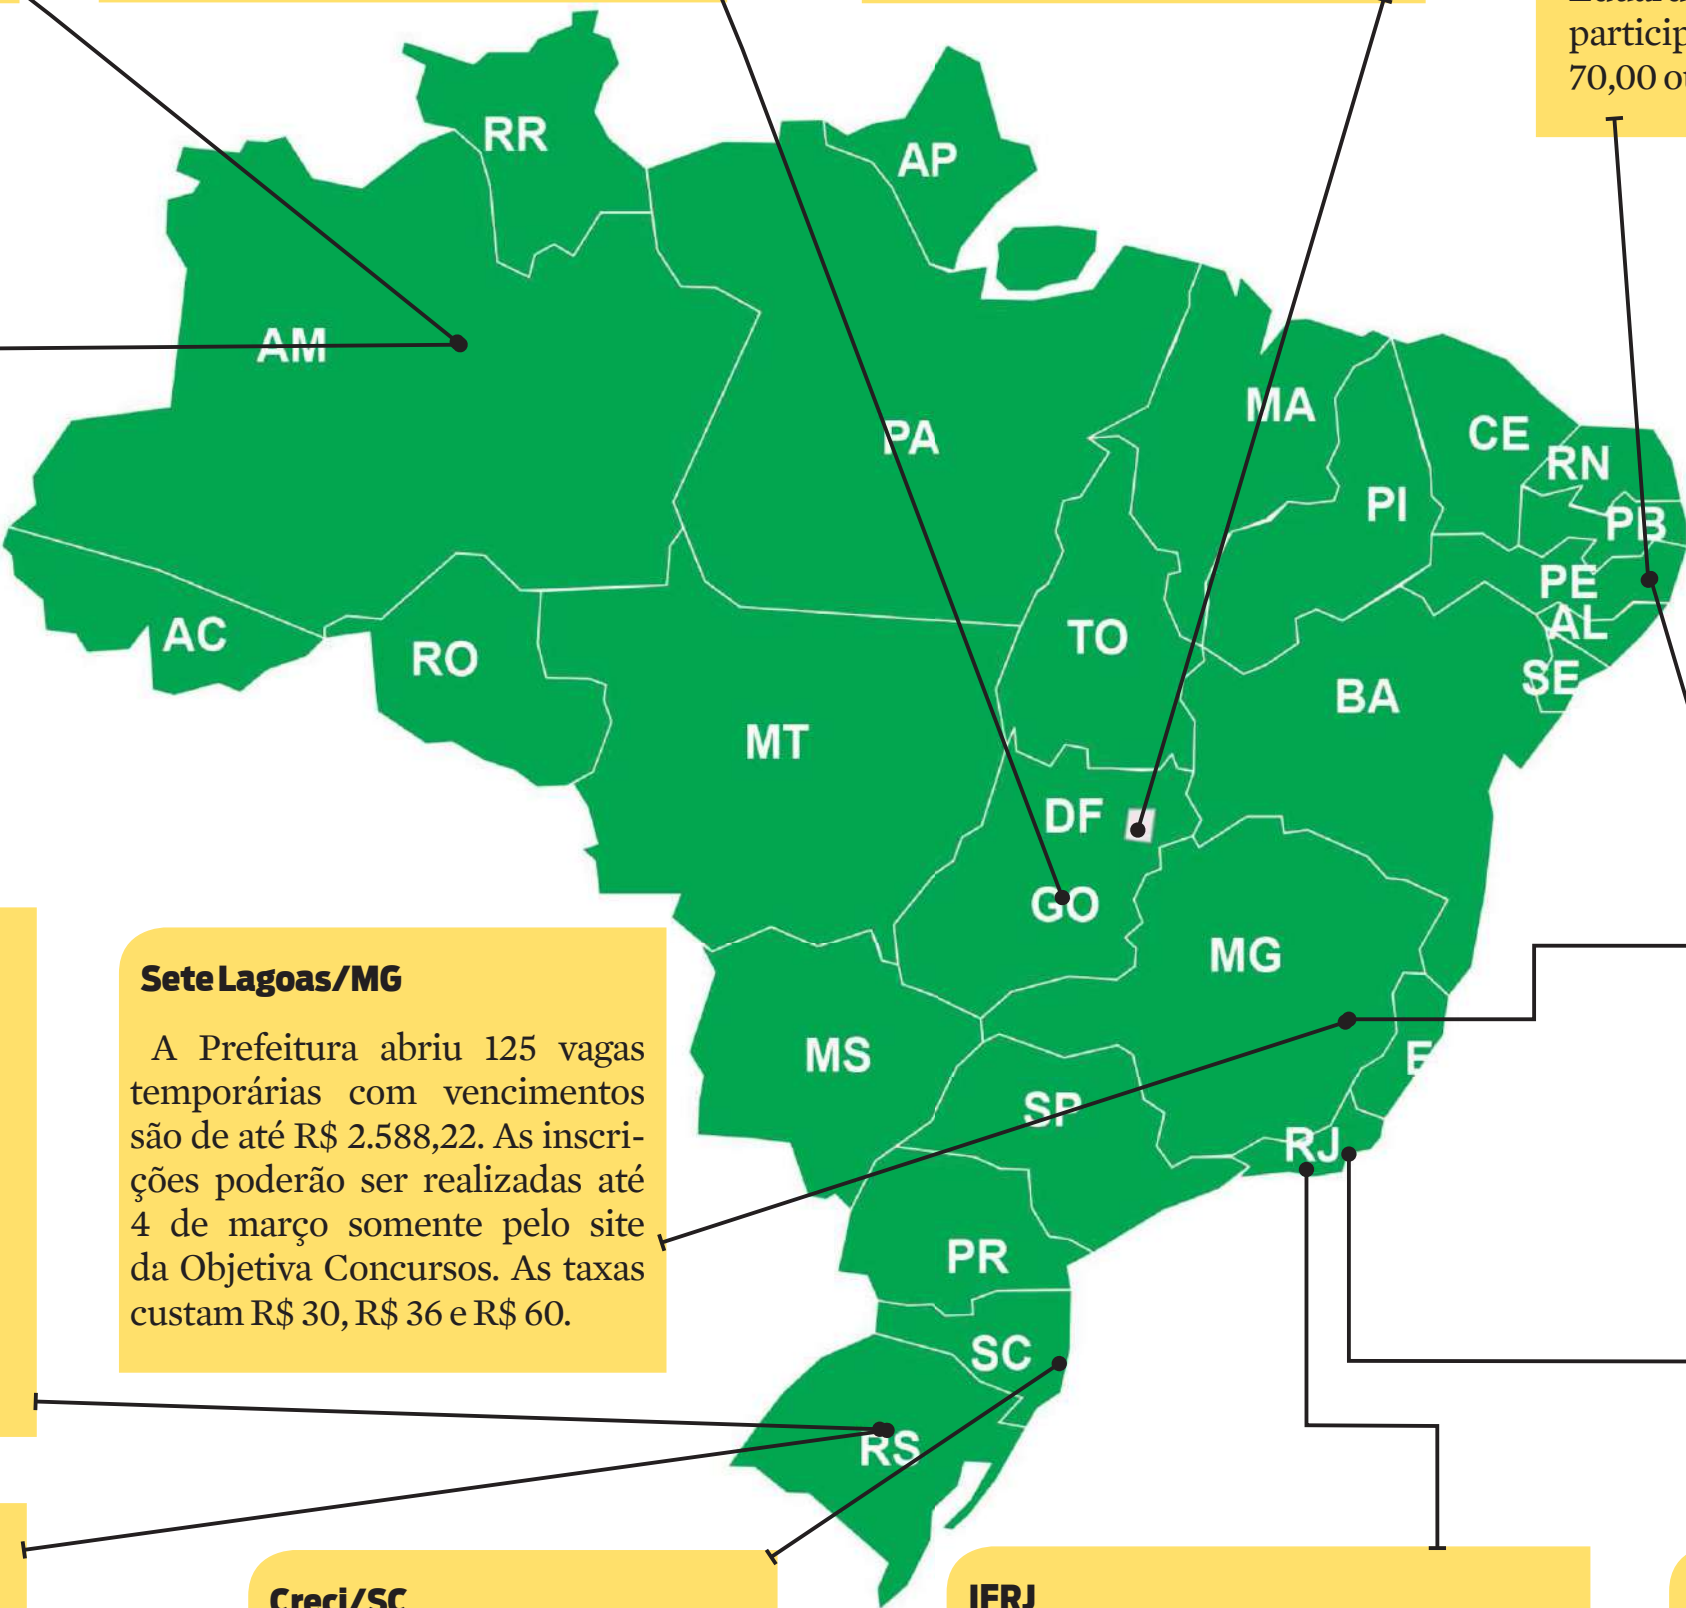 particip
70,00
RR
AP
AM
PA
MA
CE
RN
PI
PB
PE
AL
AC
RO
TO
SE
BA
MT
DF
GO
MG
Sete Lagoas/MG
A Prefeitura abriu 125 vagas
temporárias com vencimentos
são de até R$ 2.588,22. As inscri-
ções poderão ser realizadas até
4 de março somente pelo site
da Objetiva Concursos. As taxas
custam R$ 30, R$ 36 e R$ 60.
MS
E
SP
RJ
PR
SC
RS
Creci/SC
IFRJ